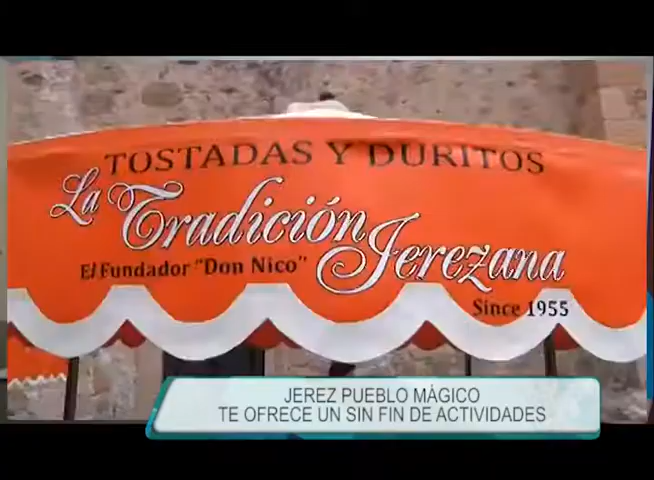 TOSTADAS Y DURITOS
La Tradición Jerezana
El Fundador "Don Nico"
Since 1955
JEREZ PUEBLO MÁGICO
TE OFRECE UN SIN FIN DE ACTIVIDADES